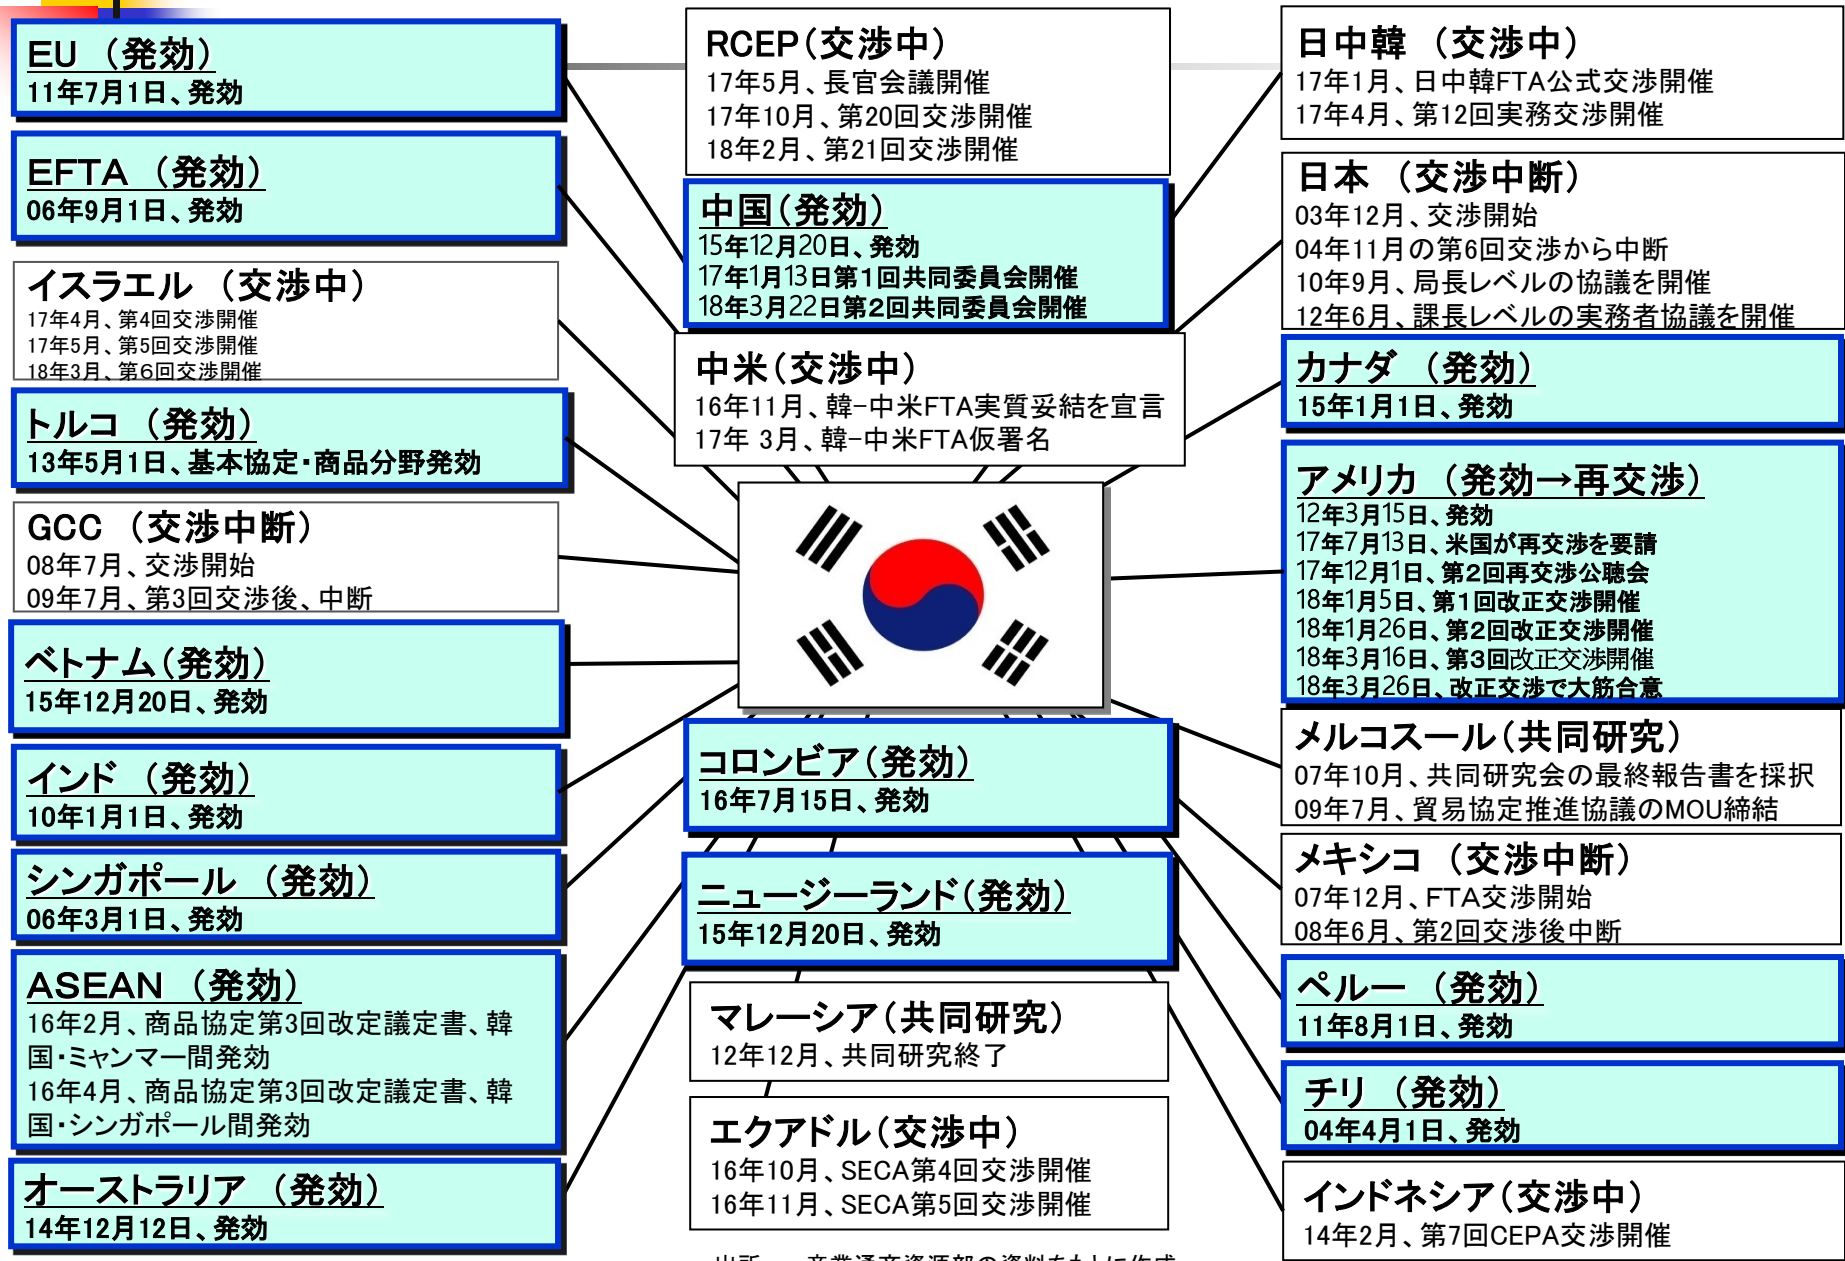 EU （発効）
11年7月1日、発効
EFTA （発効）
06年9月1日、発効
イスラエル （交渉中）
17年4月、第4回交渉開催
17年5月、第5回交渉開催
18年3月、第6回交渉開催
トルコ （発効）
13年5月1日、基本協定・商品分野発効
GCC （交渉中断）
08年7月、交渉開始
09年7月、第3回交渉後、中断
ベトナム（発効）
15年12月20日、発効
インド （発効）
10年1月1日、発効
シンガポール （発効）
06年3月1日、発効
ASEAN （発効）
16年2月、商品協定第3回改定議定書、韓
国・ミャンマー間発効
16年4月、商品協定第3回改定議定書、韓
国・シンガポール間発効
オーストラリア （発効）
14年12月12日、発効
RCEP（交渉中）
17年5月、長官会議開催
17年10月、第20回交渉開催
18年2月、第21回交渉開催
中国（発効）
15年12月20日、発効
17年1月13日第1回共同委員会開催
18年3月22日第2回共同委員会開催
中米（交渉中）
16年11月、韓-中米FTA実質妥結を宣言
17年 3月、韓-中米FTA仮署名
コロンビア（発効）
16年7月15日、発効
ニュージーランド（発効）
15年12月20日、発効
マレーシア（共同研究）
12年12月、共同研究終了
エクアドル（交渉中）
16年10月、SECA第4回交渉開催
16年11月、SECA第5回交渉開催
産業通商資源部の資料をもとに作成
日中韓 （交渉中）
17年1月、日中韓FTA公式交渉開催
17年4月、第12回実務交渉開催
日本 （交渉中断）
03年12月、交渉開始
04年11月の第6回交渉から中断
10年9月、局長レベルの協議を開催
12年6月、課長レベルの実務者協議を開催
カナダ （発効）
15年1月1日、発効
アメリカ （発効→再交渉）
12年3月15日、発効
17年7月13日、米国が再交渉を要請
17年12月1日、第2回再交渉公聴会
18年1月5日、第1回改正交渉開催
18年1月26日、第2回改正交渉開催
18年3月16日、第3回改正交渉開催
18年3月26日、改正交渉で大筋合意
メルコスール（共同研究）
07年10月、共同研究会の最終報告書を採択
09年7月、貿易協定推進協議のMOU締結
メキシコ （交渉中断）
07年12月、FTA交渉開始
08年6月、第2回交渉後中断
ペルー （発効）
11年8月1日、発効
チリ （発効）
04年4月1日、発効
インドネシア（交渉中）
14年2月、第7回CEPA交渉開催